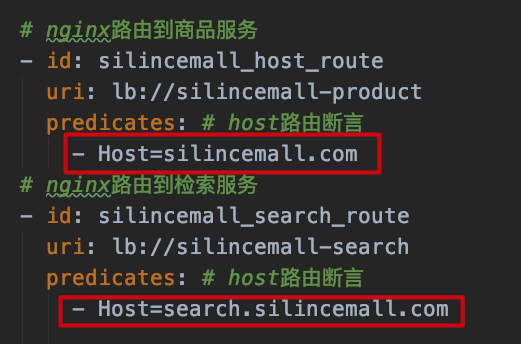 # nginx路由到商品服务
- id: silincemall_host_route
uri: lb://silincemall-product
predicates: # host路由断言
- Host=silincemall.com
# nginx路由到检索服务
- id: silincemall_search_route
uri: lb://silincemall-search
predicates: # host路由断言
- Host=search.silincemall.com